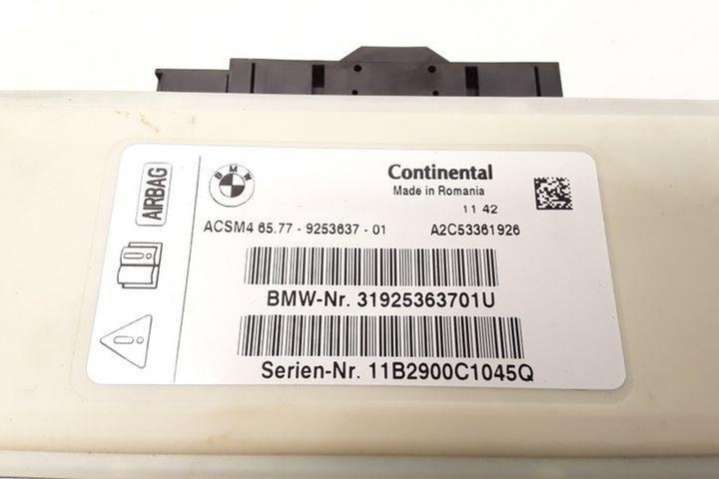 AIRBAG
BMW
Continental
Made in Romania
11 42
ACSM4 65.77 - 9253637 - 01 A2C53361926
BMW-Nr. 31925363701U
Serien-Nr. 11B2900C1045Q